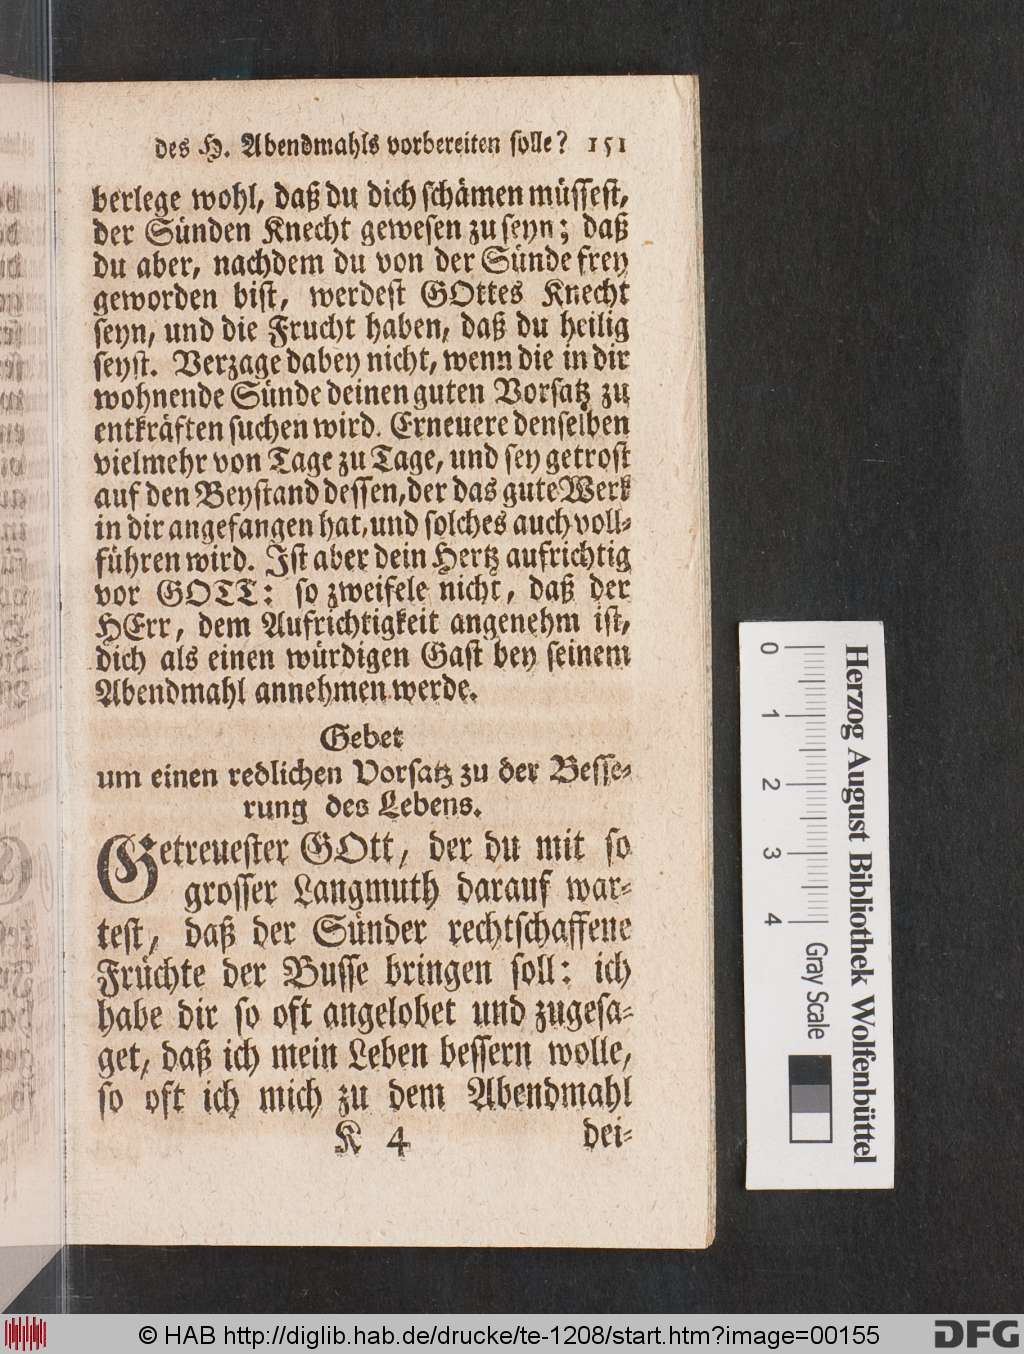 des H. Abendmahls vorbereiten solle? 151
berlege wohl, daß du dich schämen müssest,
der Sünden Knecht gewesen zu seyn; daß
du aber, nachdem du von der Sünde frey
geworden bist, werdest GOttes Knecht
seyn, und die Frucht haben, daß du heilig
seyst. Verzage dabey nicht, wenn die in dir
wohnende Sünde deinen guten Vorsatz zu
entkräften suchen wird. Erneuere denselben
vielmehr von Tage zu Tage, und sey getrost
auf den Beystand dessen, der das gute Werk
in dir angefangen hat, und solches auch voll-
führen wird. Ist aber dein Hertz aufrichtig
vor GOTT: so zweifele nicht, daß der
HErr, dem Aufrichtigkeit angenehm ist,
dich als einen würdigen Gast bey seinem
Abendmahl annehmen werde.
Gebet
um einen redlichen Vorsatz zu der Besse-
rung des Lebens.
Getreuester GOtt, der du mit so
grosser Langmuth darauf war-
test, daß der Sünder rechtschaffene
Früchte der Busse bringen soll: ich
habe dir so oft angelobet und zugesa-
get, daß ich mein Leben bessern wolle,
so oft ich mich zu dem Abendmahl
K 4 dei-
0 1 2 3 4 Gray Scale
Herzog August Bibliothek Wolfenbüttel
© HAB http://diglib.hab.de/drucke/te-1208/start.htm?image=00155
DFG